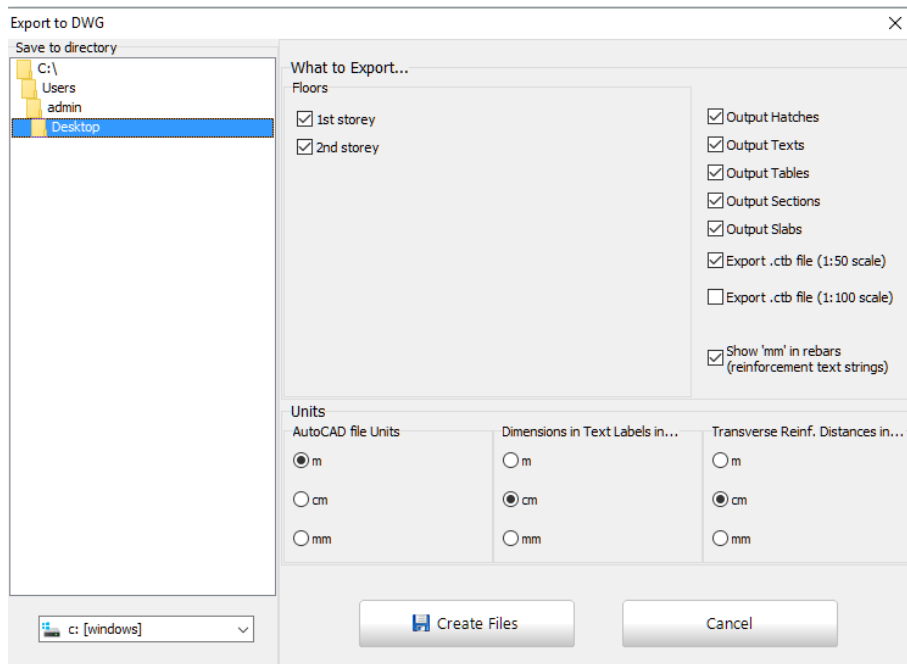 Export to DWG
Save to directory
C:\
Users
admin
Desktop
c: [windows]
What to Export...
Floors
1st storey
2nd storey
Output Hatches
Output Texts
Output Tables
Output Sections
Output Slabs
Export .ctb file (1:50 scale)
Export .ctb file (1:100 scale)
Show 'mm' in rebars
(reinforcement text strings)
Units
AutoCAD file Units
m
cm
mm
Dimensions in Text Labels in...
m
cm
mm
Transverse Reinf. Distances in...
m
cm
mm
Create Files
Cancel